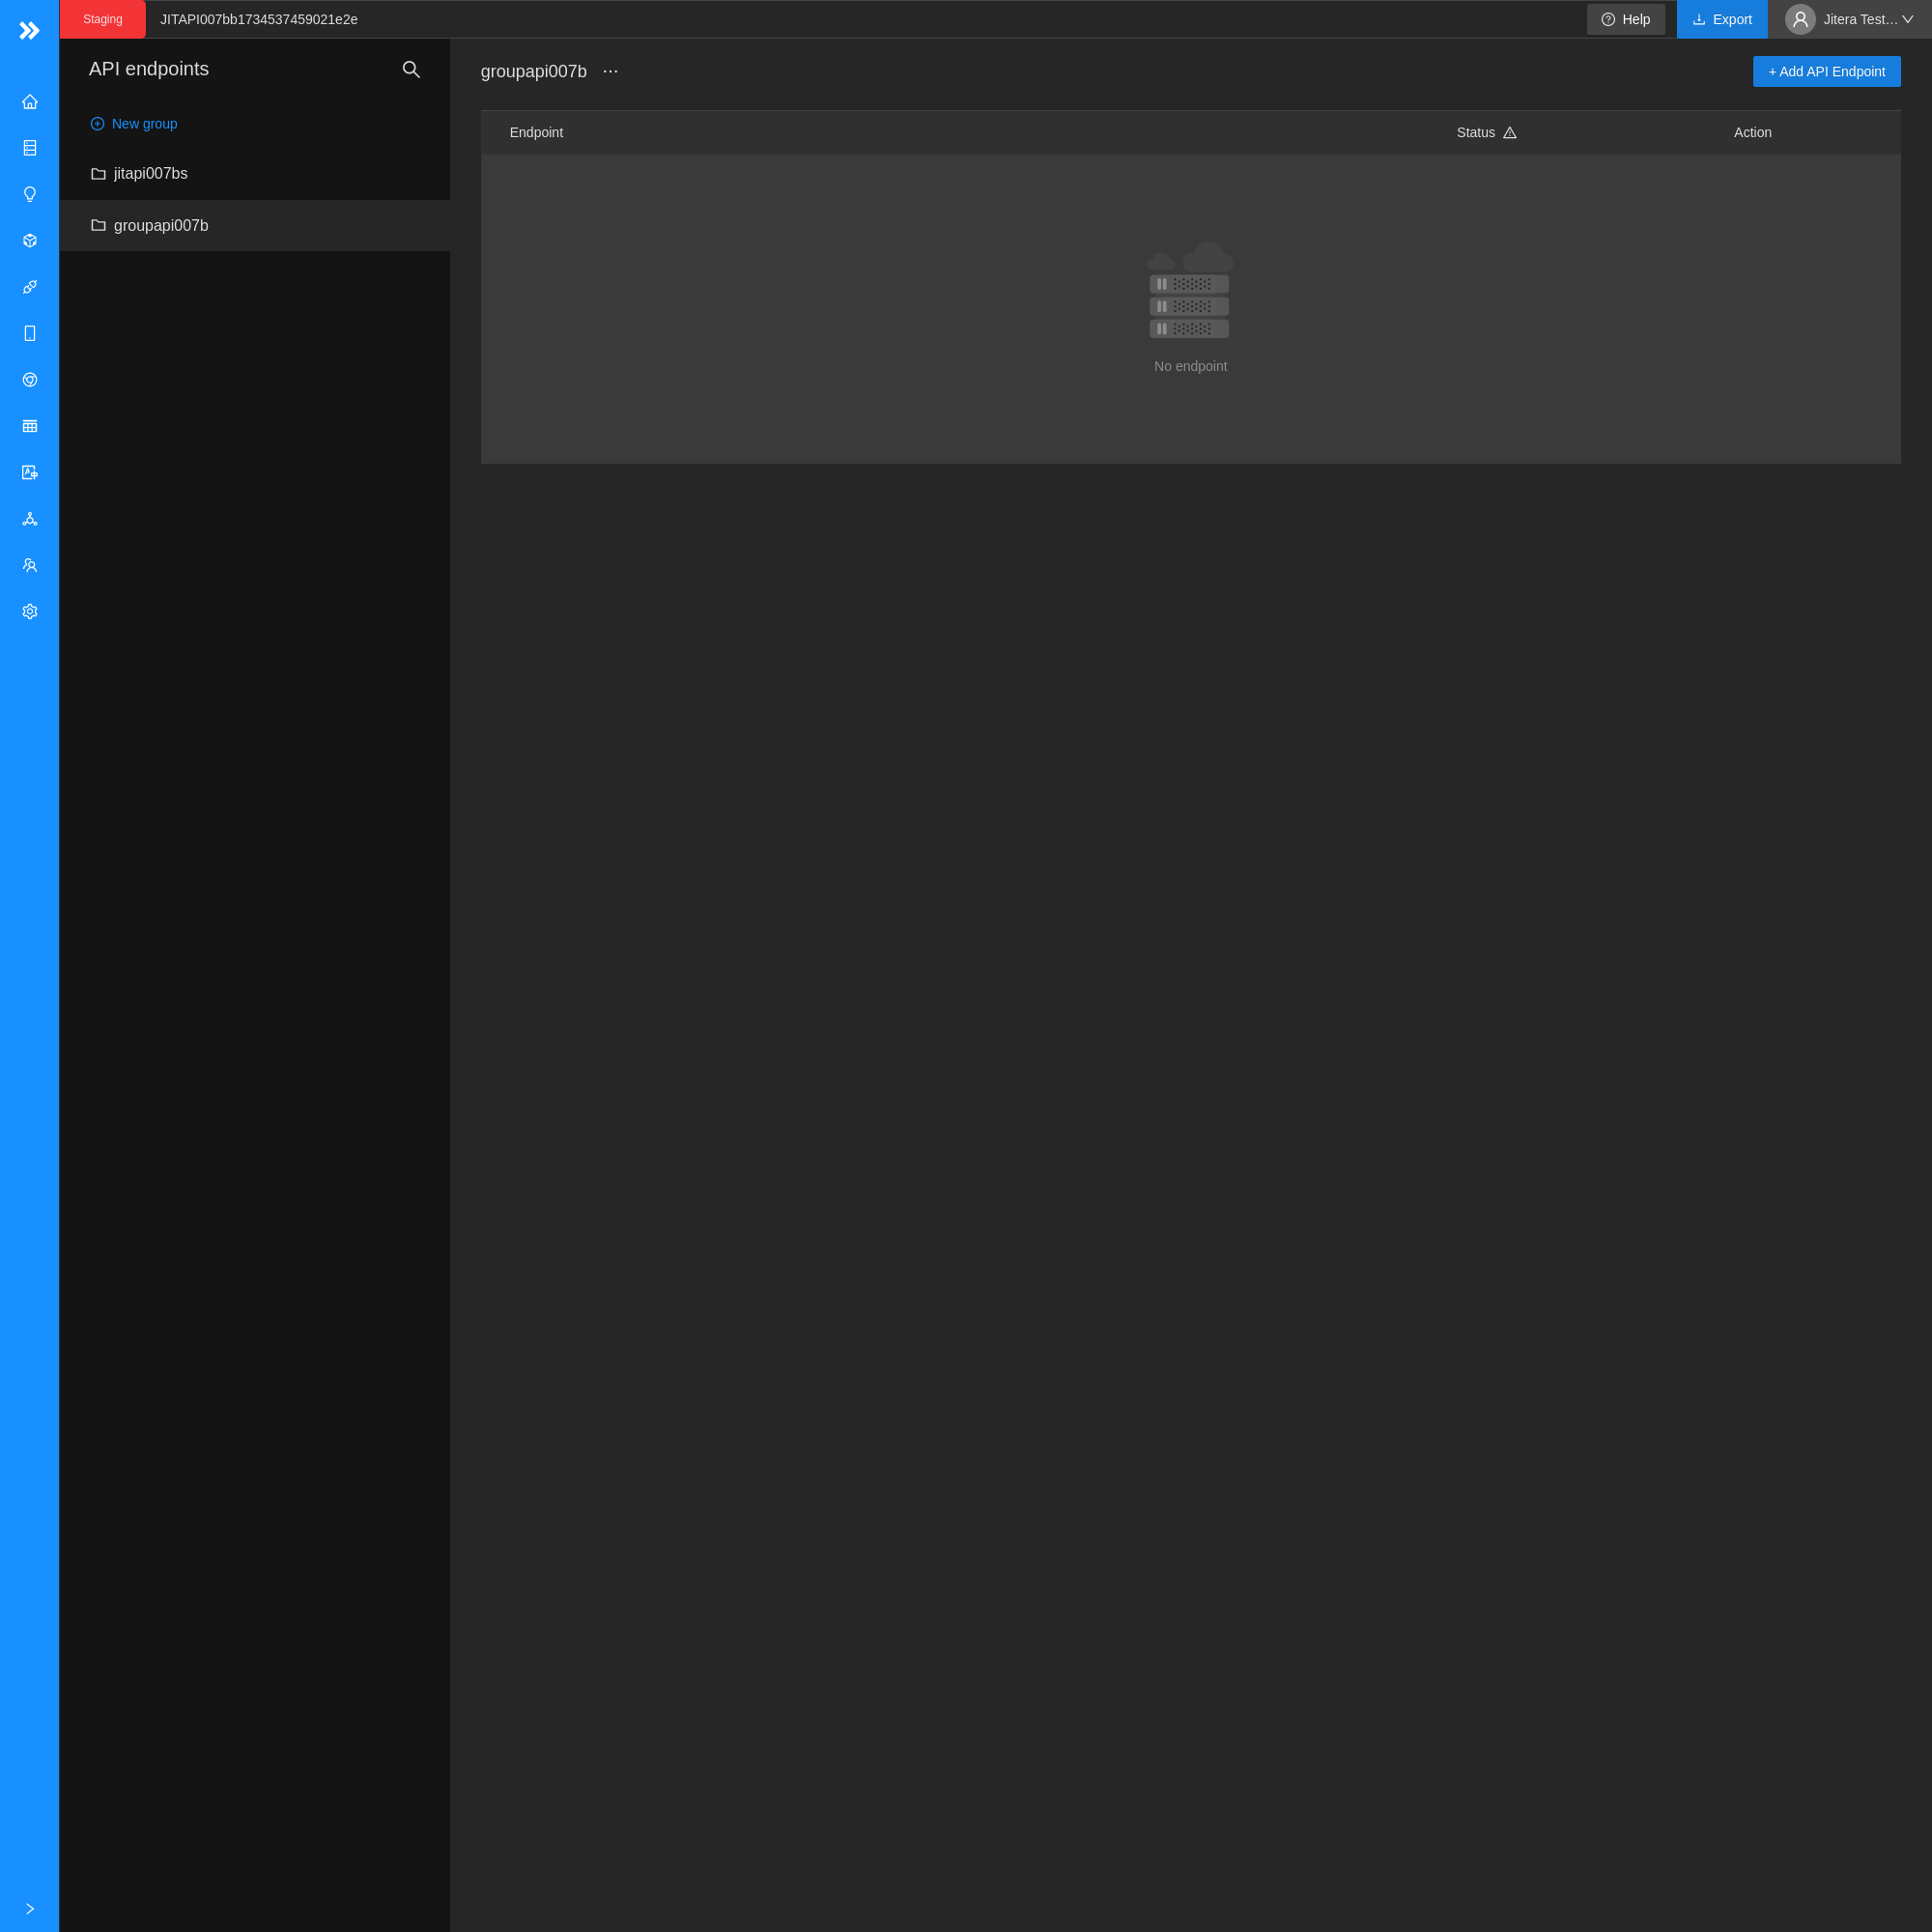 Staging
JITAPI007bb1734537459021e2e
Help
Export
Jitera Test...
API endpoints
New group
jitapi007bs
groupapi007b
groupapi007b ...
+ Add API Endpoint
Endpoint
Status
Action
No endpoint